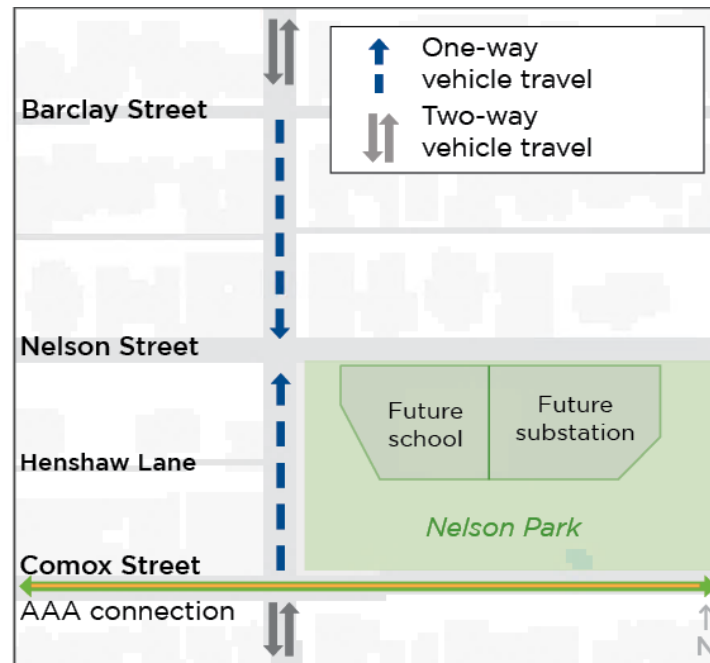 One-way
vehicle travel
Two-way
vehicle travel
Barclay Street
Nelson Street
Future
school
Future
substation
Henshaw Lane
Nelson Park
Comox Street
AAA connection
N